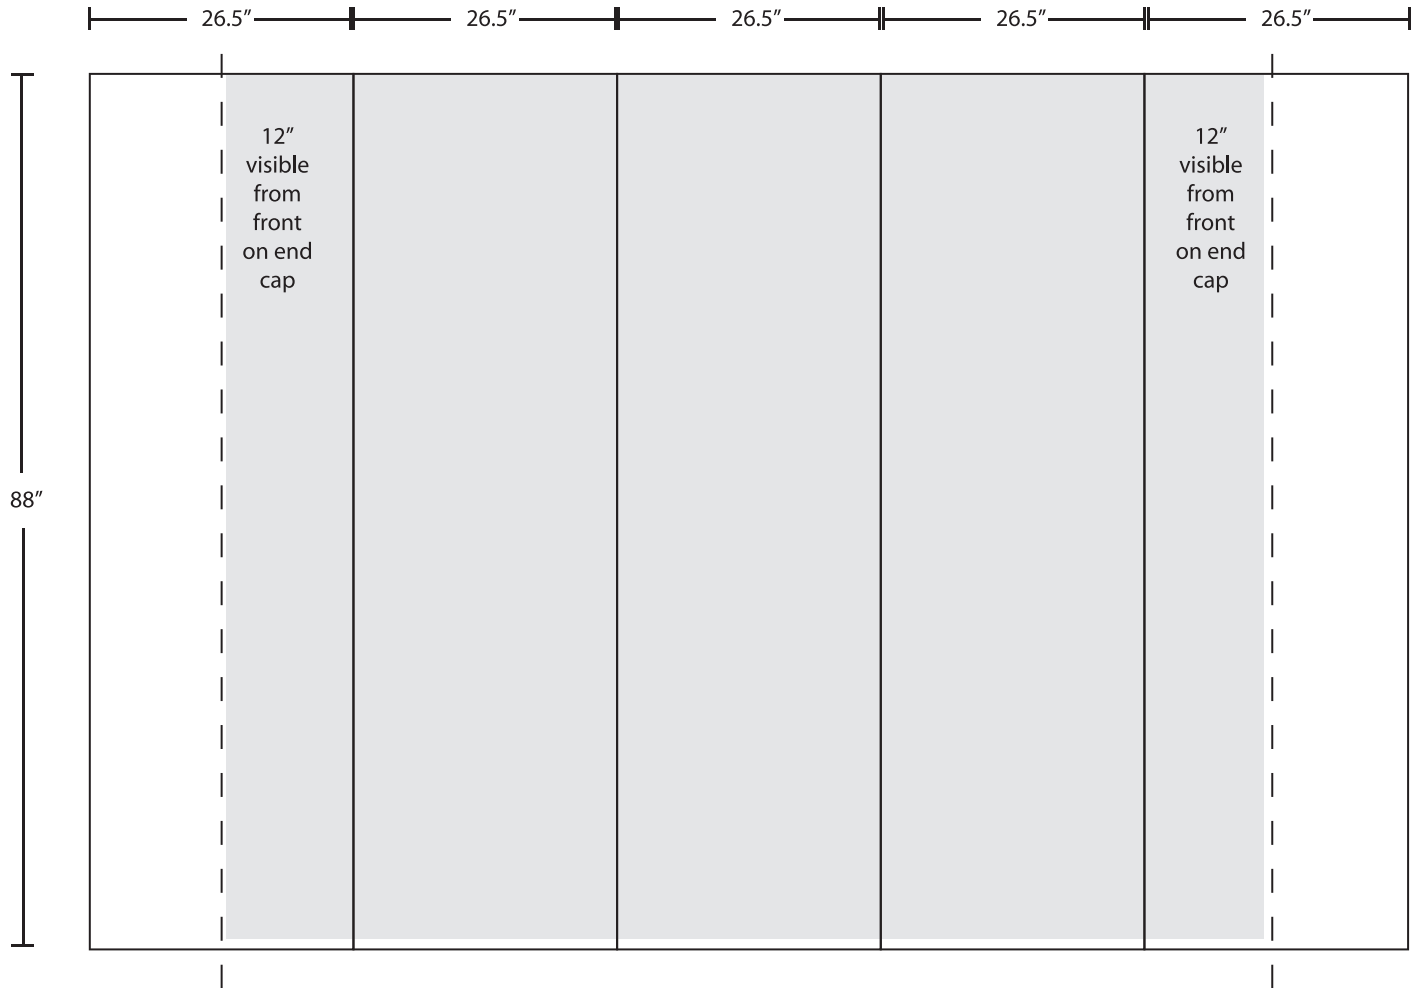 26.5” 26.5” 26.5” 26.5” 26.5”
12”
visible
from
front
on end
cap
12”
visible
from
front
on end
cap
88”